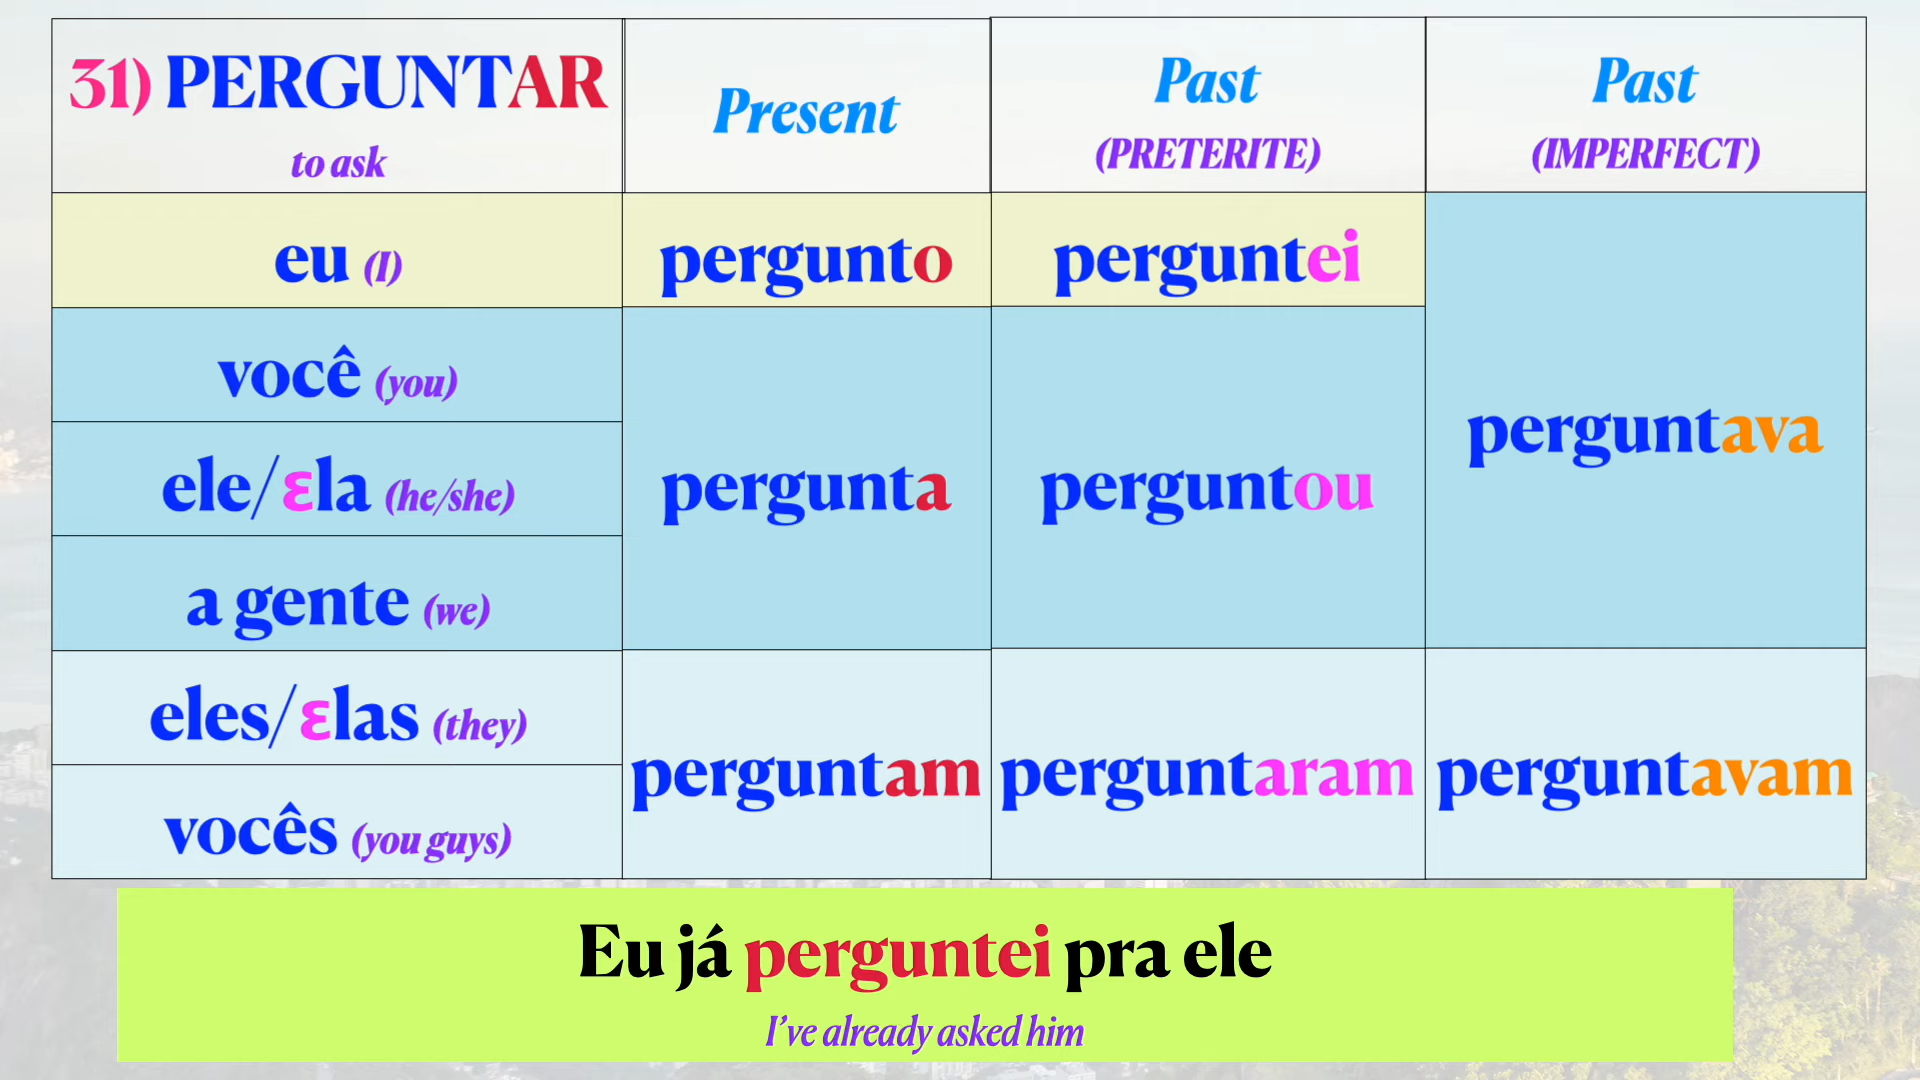 31) PERGUNTAR
to ask
Present
Past
(PRETERITE)
Past
(IMPERFECT)
eu (I)
pergunto
perguntei
perguntava
você (you)
ele/ɛla (he/she)
pergunta
perguntou
a gente (we)
eles/ɛlas (they)
perguntam
perguntaram
perguntavam
vocês (you guys)
Eu já perguntei pra ele
I've already asked him